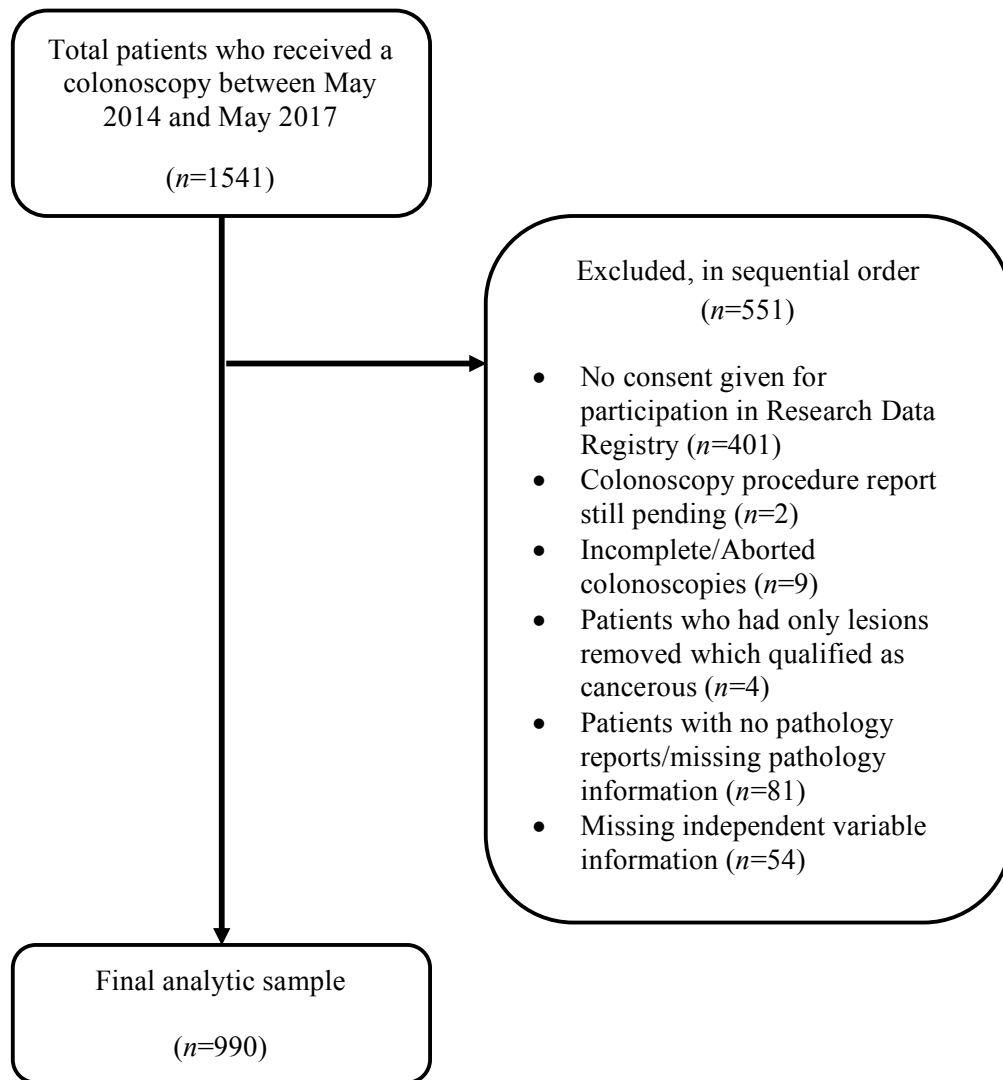 Total patients who received a
colonoscopy between May
2014 and May 2017
(n=1541)
Excluded, in sequential order
(n=551)
• No consent given for
participation in Research Data
Registry (n=401)
• Colonoscopy procedure report
still pending (n=2)
• Incomplete/Aborted
colonoscopies (n=9)
• Patients who had only lesions
removed which qualified as
cancerous (n=4)
• Patients with no pathology
reports/missing pathology
information (n=81)
• Missing independent variable
information (n=54)
Final analytic sample
(n=990)